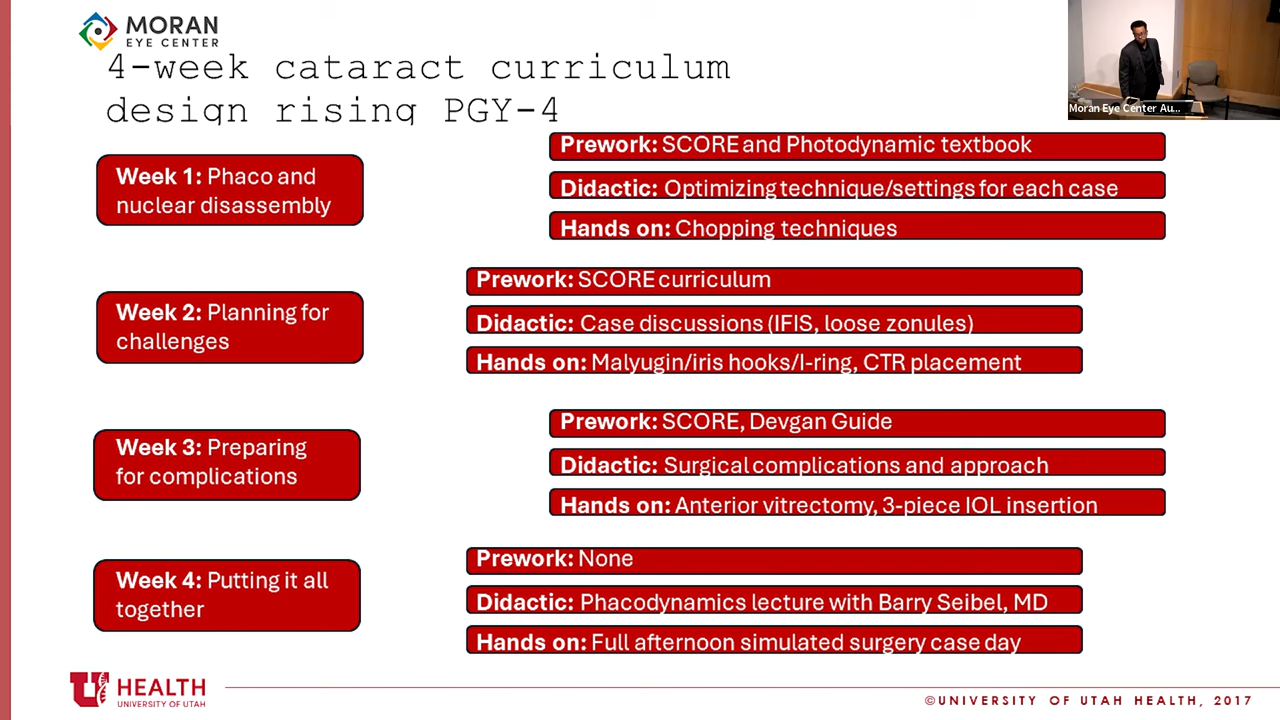 MORAN
EYE CENTER
4-week cataract curriculum
design rising PGY-4
Moran Eye Center Au...
Week 1: Phaco and
nuclear disassembly
Prework: SCORE and Photodynamic textbook
Didactic: Optimizing technique/settings for each case
Hands on: Chopping techniques
Week 2: Planning for
challenges
Prework: SCORE curriculum
Didactic: Case discussions (IFIS, loose zonules)
Hands on: Malyugin/iris hooks/I-ring, CTR placement
Week 3: Preparing
for complications
Prework: SCORE, Devgan Guide
Didactic: Surgical complications and approach
Hands on: Anterior vitrectomy, 3-piece IOL insertion
Week 4: Putting it all
together
Prework: None
Didactic: Phacodynamics lecture with Barry Seibel, MD
Hands on: Full afternoon simulated surgery case day
U HEALTH
UNIVERSITY OF UTAH
©UNIVERSITY OF UTAH HEALTH, 2017